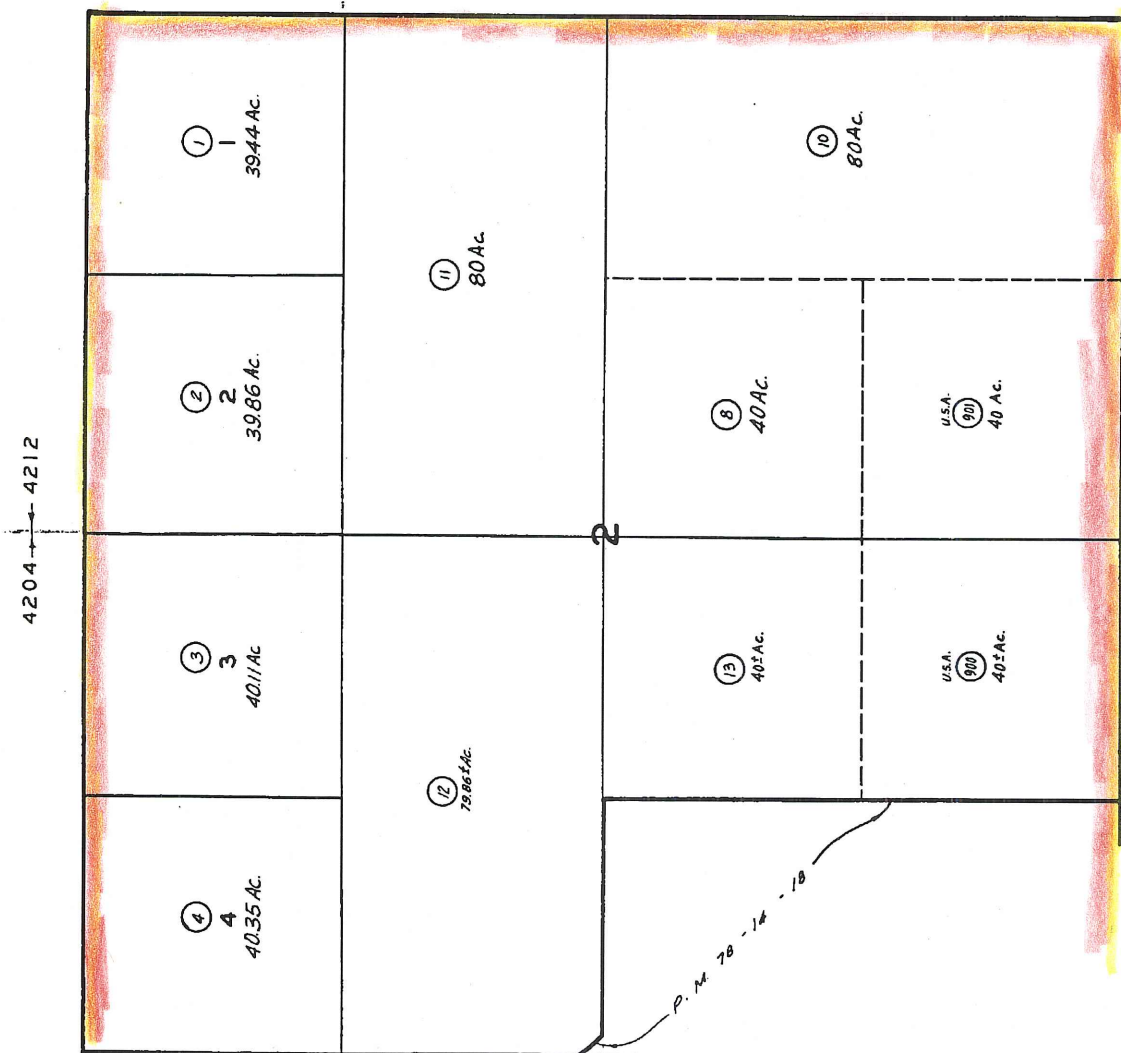 4204 4212
4
4
40.35 Ac.
3
3
40.11 Ac
2
2
39.86 Ac.
1
1
39.44 Ac.
12
79.86± Ac.
11
80 Ac.
2
P. M. 78 - 14 - 18
13
40± Ac.
8
40 Ac.
10
80 Ac.
U.S.A.
900
40± Ac.
U.S.A.
901
40 Ac.